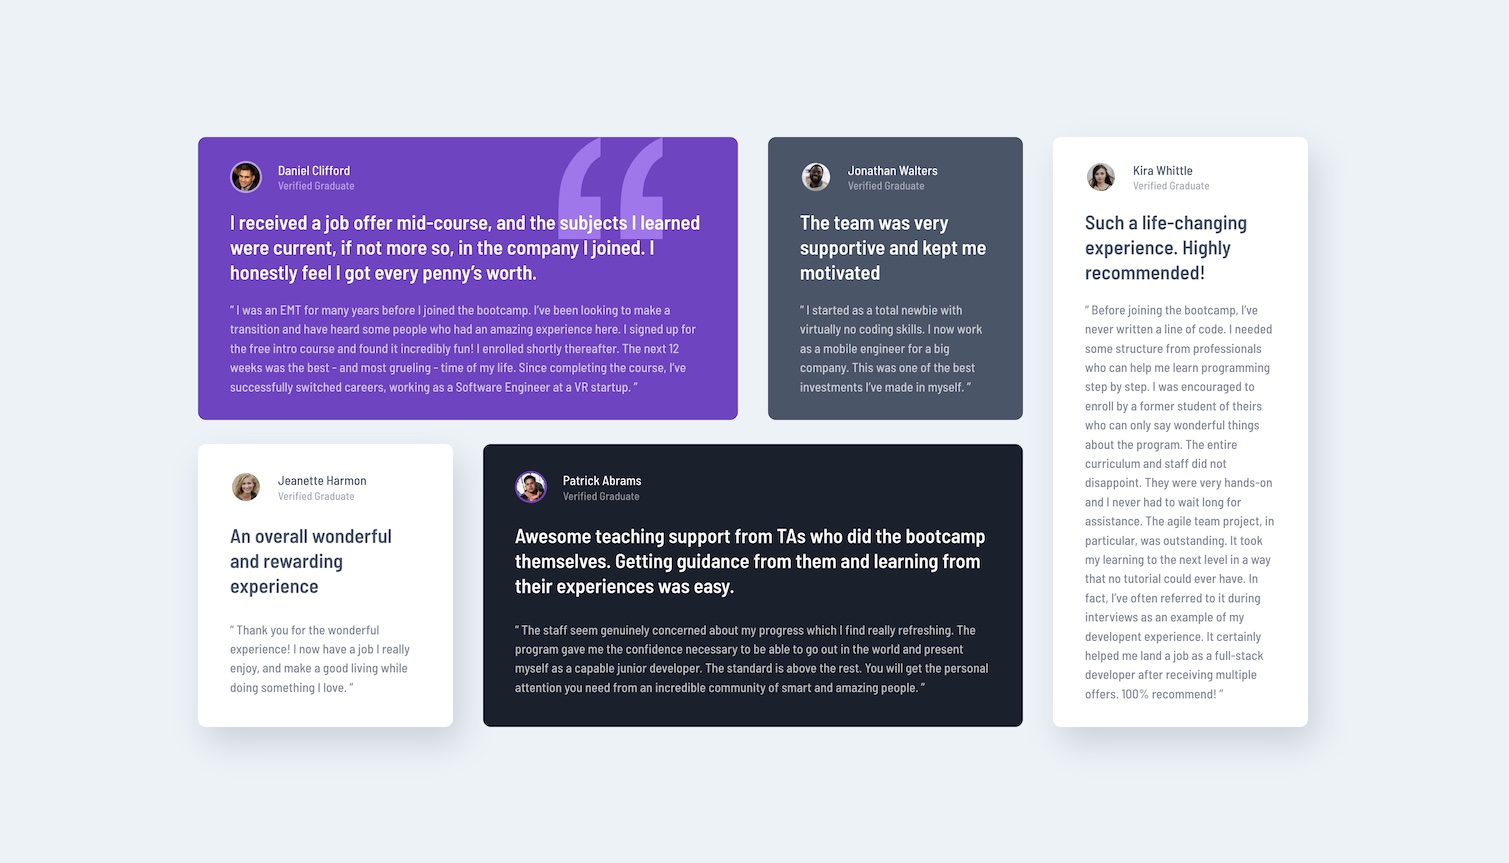 Daniel Clifford
Verified Graduate
I received a job offer mid-course, and the subjects I learned
were current, if not more so, in the company I joined. I
honestly feel I got every penny’s worth.
“ I was an EMT for many years before I joined the bootcamp. I’ve been looking to make a
transition and have heard some people who had an amazing experience here. I signed up for
the free intro course and found it incredibly fun! I enrolled shortly thereafter. The next 12
weeks was the best - and most grueling - time of my life. Since completing the course, I’ve
successfully switched careers, working as a Software Engineer at a VR startup. ”
Jonathan Walters
Verified Graduate
The team was very
supportive and kept me
motivated
“ I started as a total newbie with
virtually no coding skills. I now work
as a mobile engineer for a big
company. This was one of the best
investments I’ve made in myself. ”
Kira Whittle
Verified Graduate
Such a life-changing
experience. Highly
recommended!
“ Before joining the bootcamp, I’ve
never written a line of code. I needed
some structure from professionals
who can help me learn programming
step by step. I was encouraged to
enroll by a former student of theirs
who can only say wonderful things
about the program. The entire
curriculum and staff did not
disappoint. They were very hands-on
and I never had to wait long for
assistance. The agile team project, in
particular, was outstanding. It took
my learning to the next level in a way
that no tutorial could ever have. In
fact, I’ve often referred to it during
interviews as an example of my
developent experience. It certainly
helped me land a job as a full-stack
developer after receiving multiple
offers. 100% recommend! ”
Jeanette Harmon
Verified Graduate
An overall wonderful
and rewarding
experience
“ Thank you for the wonderful
experience! I now have a job I really
enjoy, and make a good living while
doing something I love. ”
Patrick Abrams
Verified Graduate
Awesome teaching support from TAs who did the bootcamp
themselves. Getting guidance from them and learning from
their experiences was easy.
“ The staff seem genuinely concerned about my progress which I find really refreshing. The
program gave me the confidence necessary to be able to go out in the world and present
myself as a capable junior developer. The standard is above the rest. You will get the personal
attention you need from an incredible community of smart and amazing people. ”